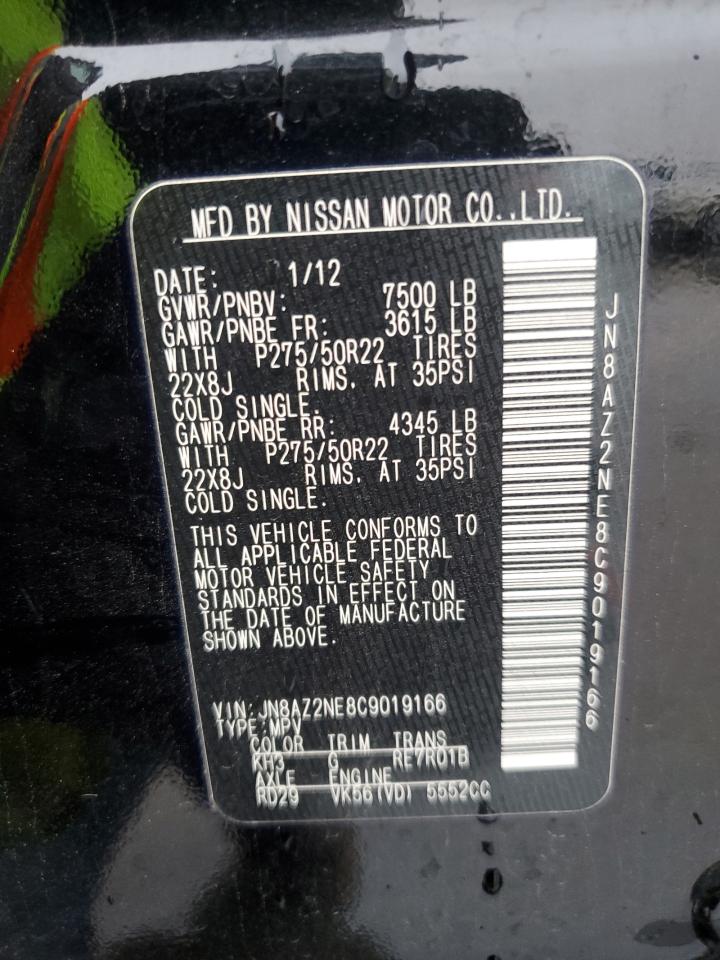 MFD BY NISSAN MOTOR CO.,LTD.
DATE: 1/12
GVWR/PNBV: 7500 LB
GAWR/PNBE FR: 3615 LB
WITH P275/50R22 TIRES
22X8J RIMS, AT 35PSI
COLD SINGLE.
GAWR/PNBE RR: 4345 LB
WITH P275/50R22 TIRES
22X8J RIMS, AT 35PSI
COLD SINGLE.
THIS VEHICLE CONFORMS TO
ALL APPLICABLE FEDERAL
MOTOR VEHICLE SAFETY
STANDARDS IN EFFECT ON
THE DATE OF MANUFACTURE
SHOWN ABOVE.
VIN:JN8AZ2NE8C9019166
TYPE:MPV
COLOR TRIM TRANS
KH3 G RE7R01B
AXLE ENGINE
RD29 VK56(VD) 5552CC
JN8AZ2NE8C9019166